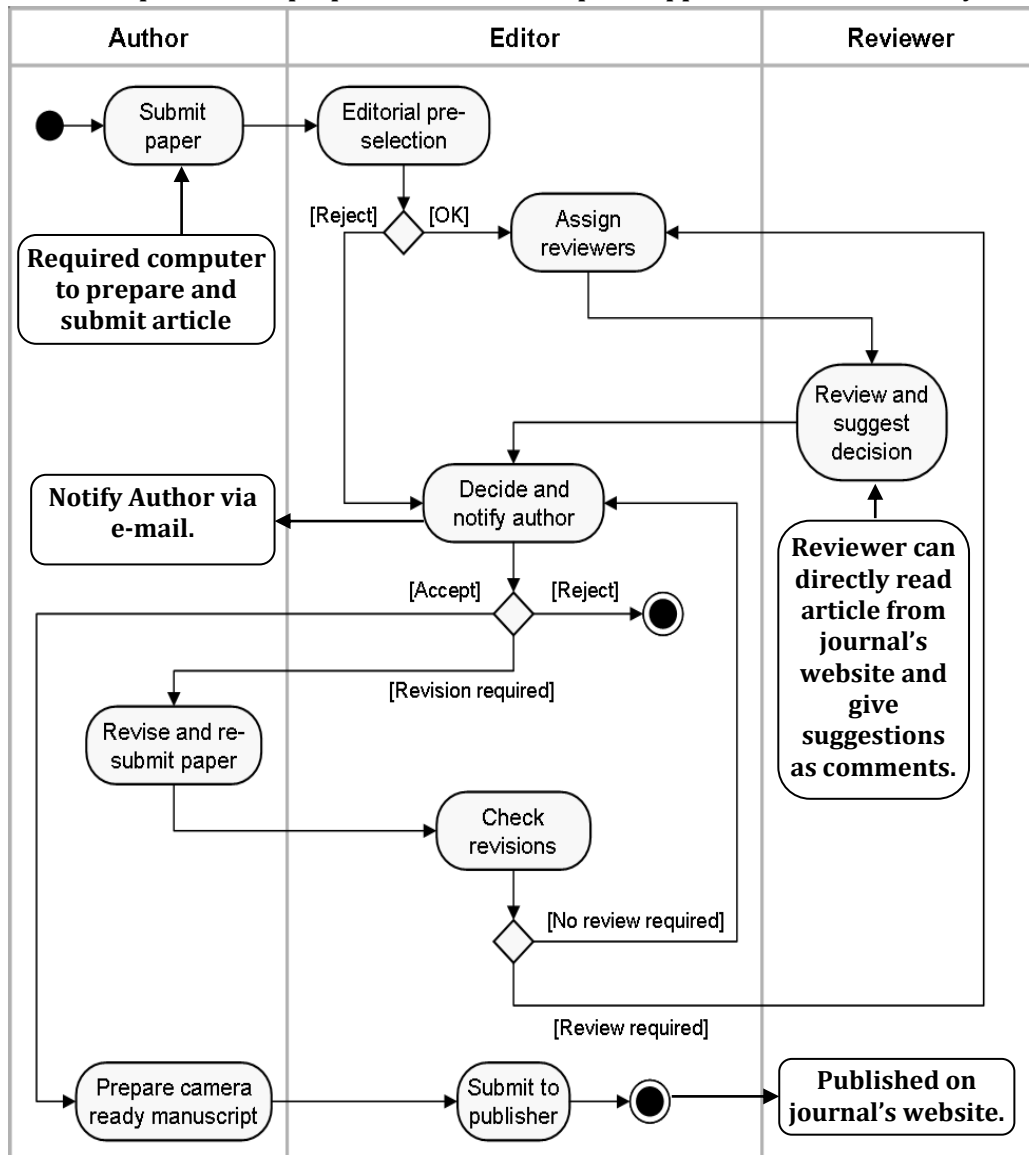 Author
Editor
Reviewer
Submit
paper
Editorial pre-
selection
[Reject]
[OK]
Assign
reviewers
Required computer
to prepare and
submit article
Review and
suggest
decision
Notify Author via
e-mail.
Decide and
notify author
Reviewer can
directly read
article from
journal's
website and
give
suggestions
as comments.
[Accept]
[Reject]
[Revision required]
Revise and re-
submit paper
Check
revisions
[No review required]
[Review required]
Prepare camera
ready manuscript
Submit to
publisher
Published on
journal's website.